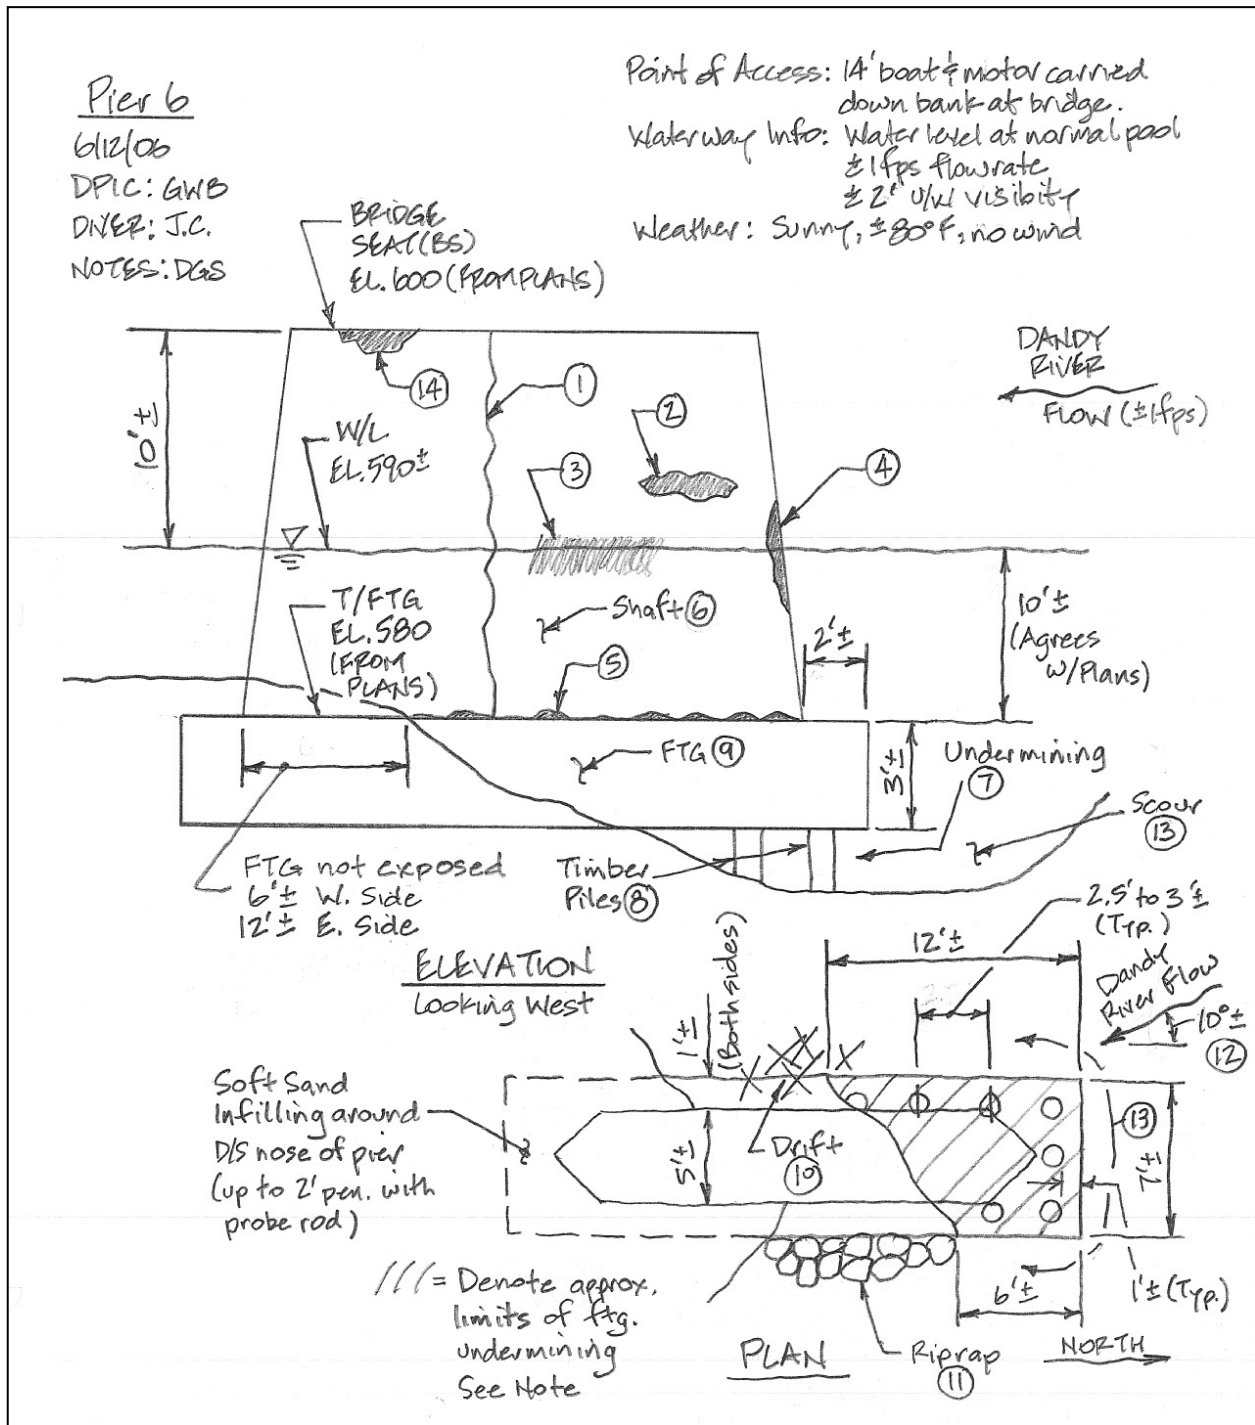 Pier 6
6/12/06
DPIC: GWB
DIVER: J.C.
NOTES: DGS
Point of Access: 14' boat & motor carried
down bank at bridge.
Waterway Info: Water level at normal pool
±1fps flowrate
±2' U/W visibity
Weather: Sunny, ±80°F, no wind
BRIDGE
SEAT (BS)
EL. 600 (FROM PLANS)
DANDY
RIVER
FLOW (±1fps)
14
1
2
3
4
10'±
W/L
EL. 590±
T/FTG
EL. 580
(FROM
PLANS)
Shaft 6
5
2'±
10'±
(Agrees
w/Plans)
FTG 9
3'±
Undermining
7
Scour
13
FTG not exposed
6'± W. Side
12'± E. Side
Timber
Piles 8
ELEVATION
Looking West
2.5' to 3'±
(Typ.)
12'±
1'±
(Both sides)
Dandy
River Flow
10°±
12
Soft Sand
Infilling around
D/S nose of pier
(up to 2' pen. with
probe rod)
5'±
Drift
10
13
7'±
/// = Denote approx.
limits of ftg.
undermining
See Note
6'±
1'± (Typ.)
PLAN
Riprap
11
NORTH